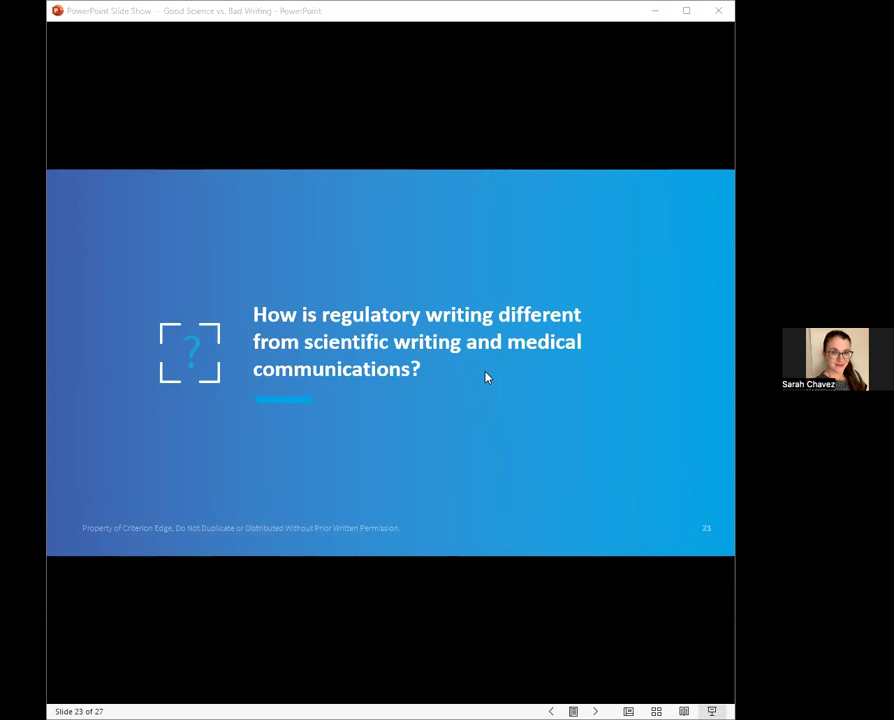 PowerPoint Slide Show - Good Science vs. Bad Writing - PowerPoint
How is regulatory writing different
from scientific writing and medical
communications?
?
Sarah Chavez
Property of Criterion Edge, Do Not Duplicate or Distributed Without Prior Written Permission.
23
Slide 23 of 27